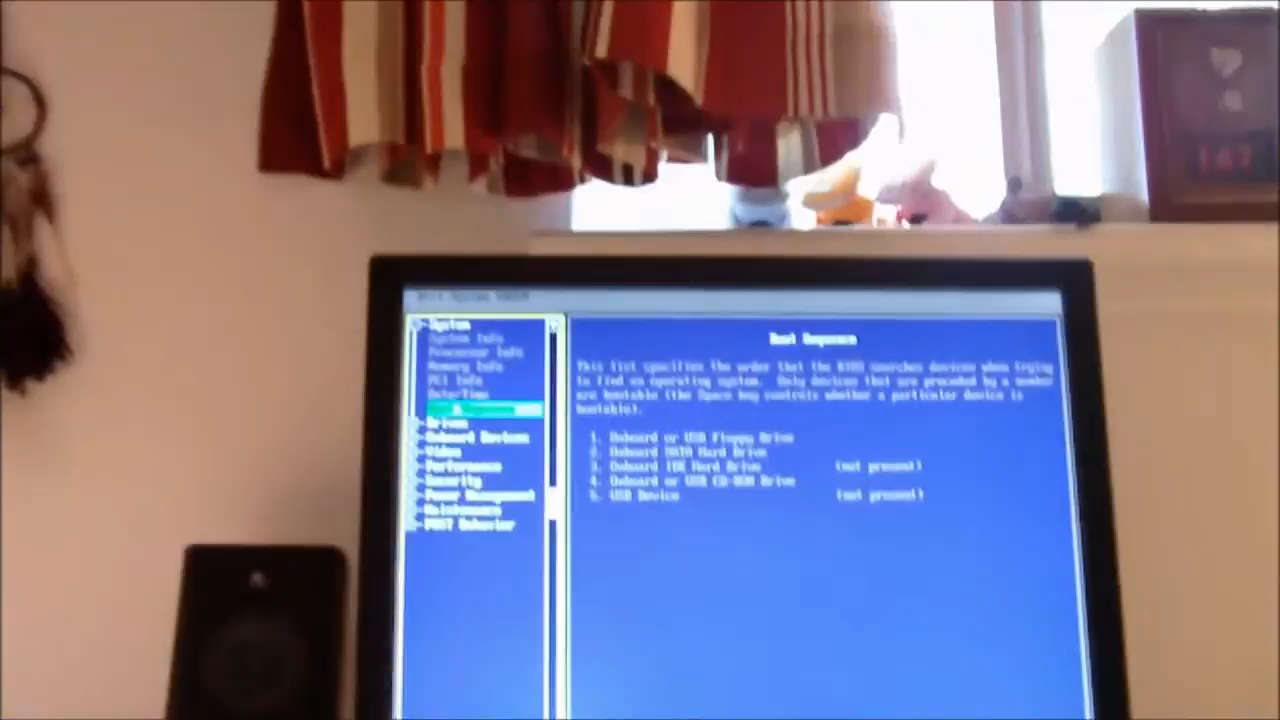 System
System Info
Processor Info
Memory Info
PCI Info
Date/Time
Drives
Onboard Devices
Video
Performance
Security
Power Management
Maintenance
POST Behavior
Boot Sequence
This list specifies the order that the BIOS searches devices when trying
to find an operating system. Only devices that are preceded by a number
are bootable (the Space key controls whether a particular device is
bootable).
1. Onboard or USB Floppy Drive
2. Onboard SATA Hard Drive
3. Onboard IDE Hard Drive (not present)
4. Onboard or USB CD-ROM Drive
5. USB Device (not present)